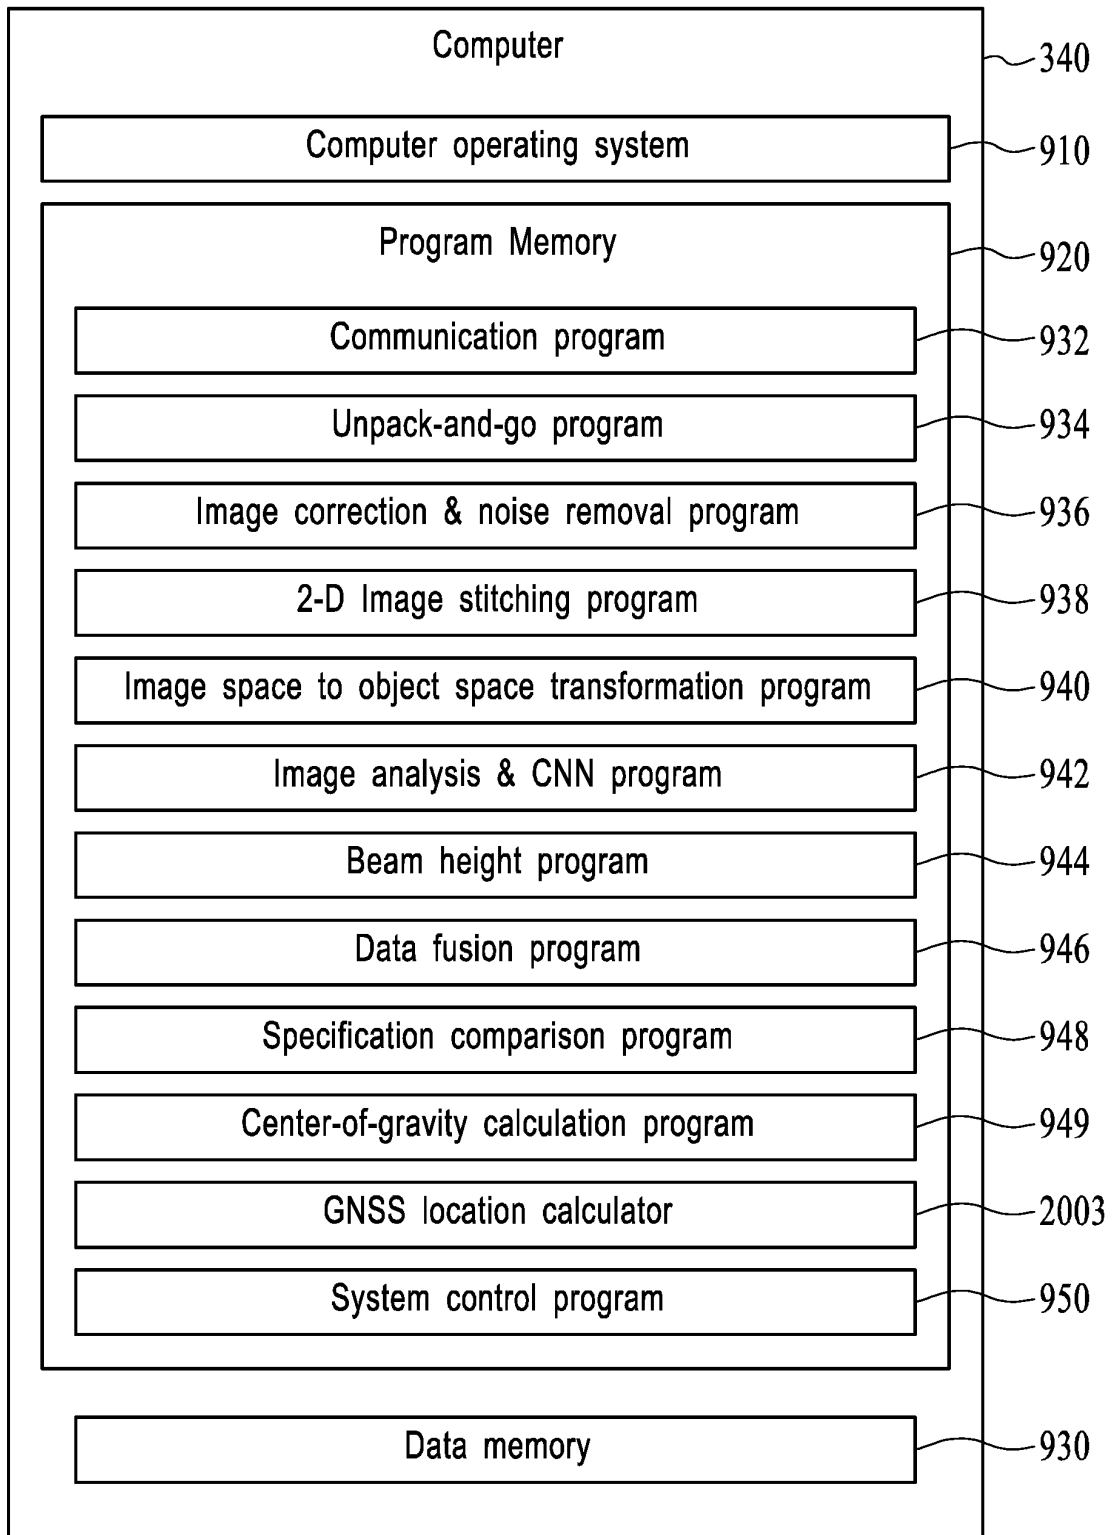 Computer
340
Computer operating system
910
Program Memory
920
Communication program
932
Unpack-and-go program
934
Image correction & noise removal program
936
2-D Image stitching program
938
Image space to object space transformation program
940
Image analysis & CNN program
942
Beam height program
944
Data fusion program
946
Specification comparison program
948
Center-of-gravity calculation program
949
GNSS location calculator
2003
System control program
950
Data memory
930